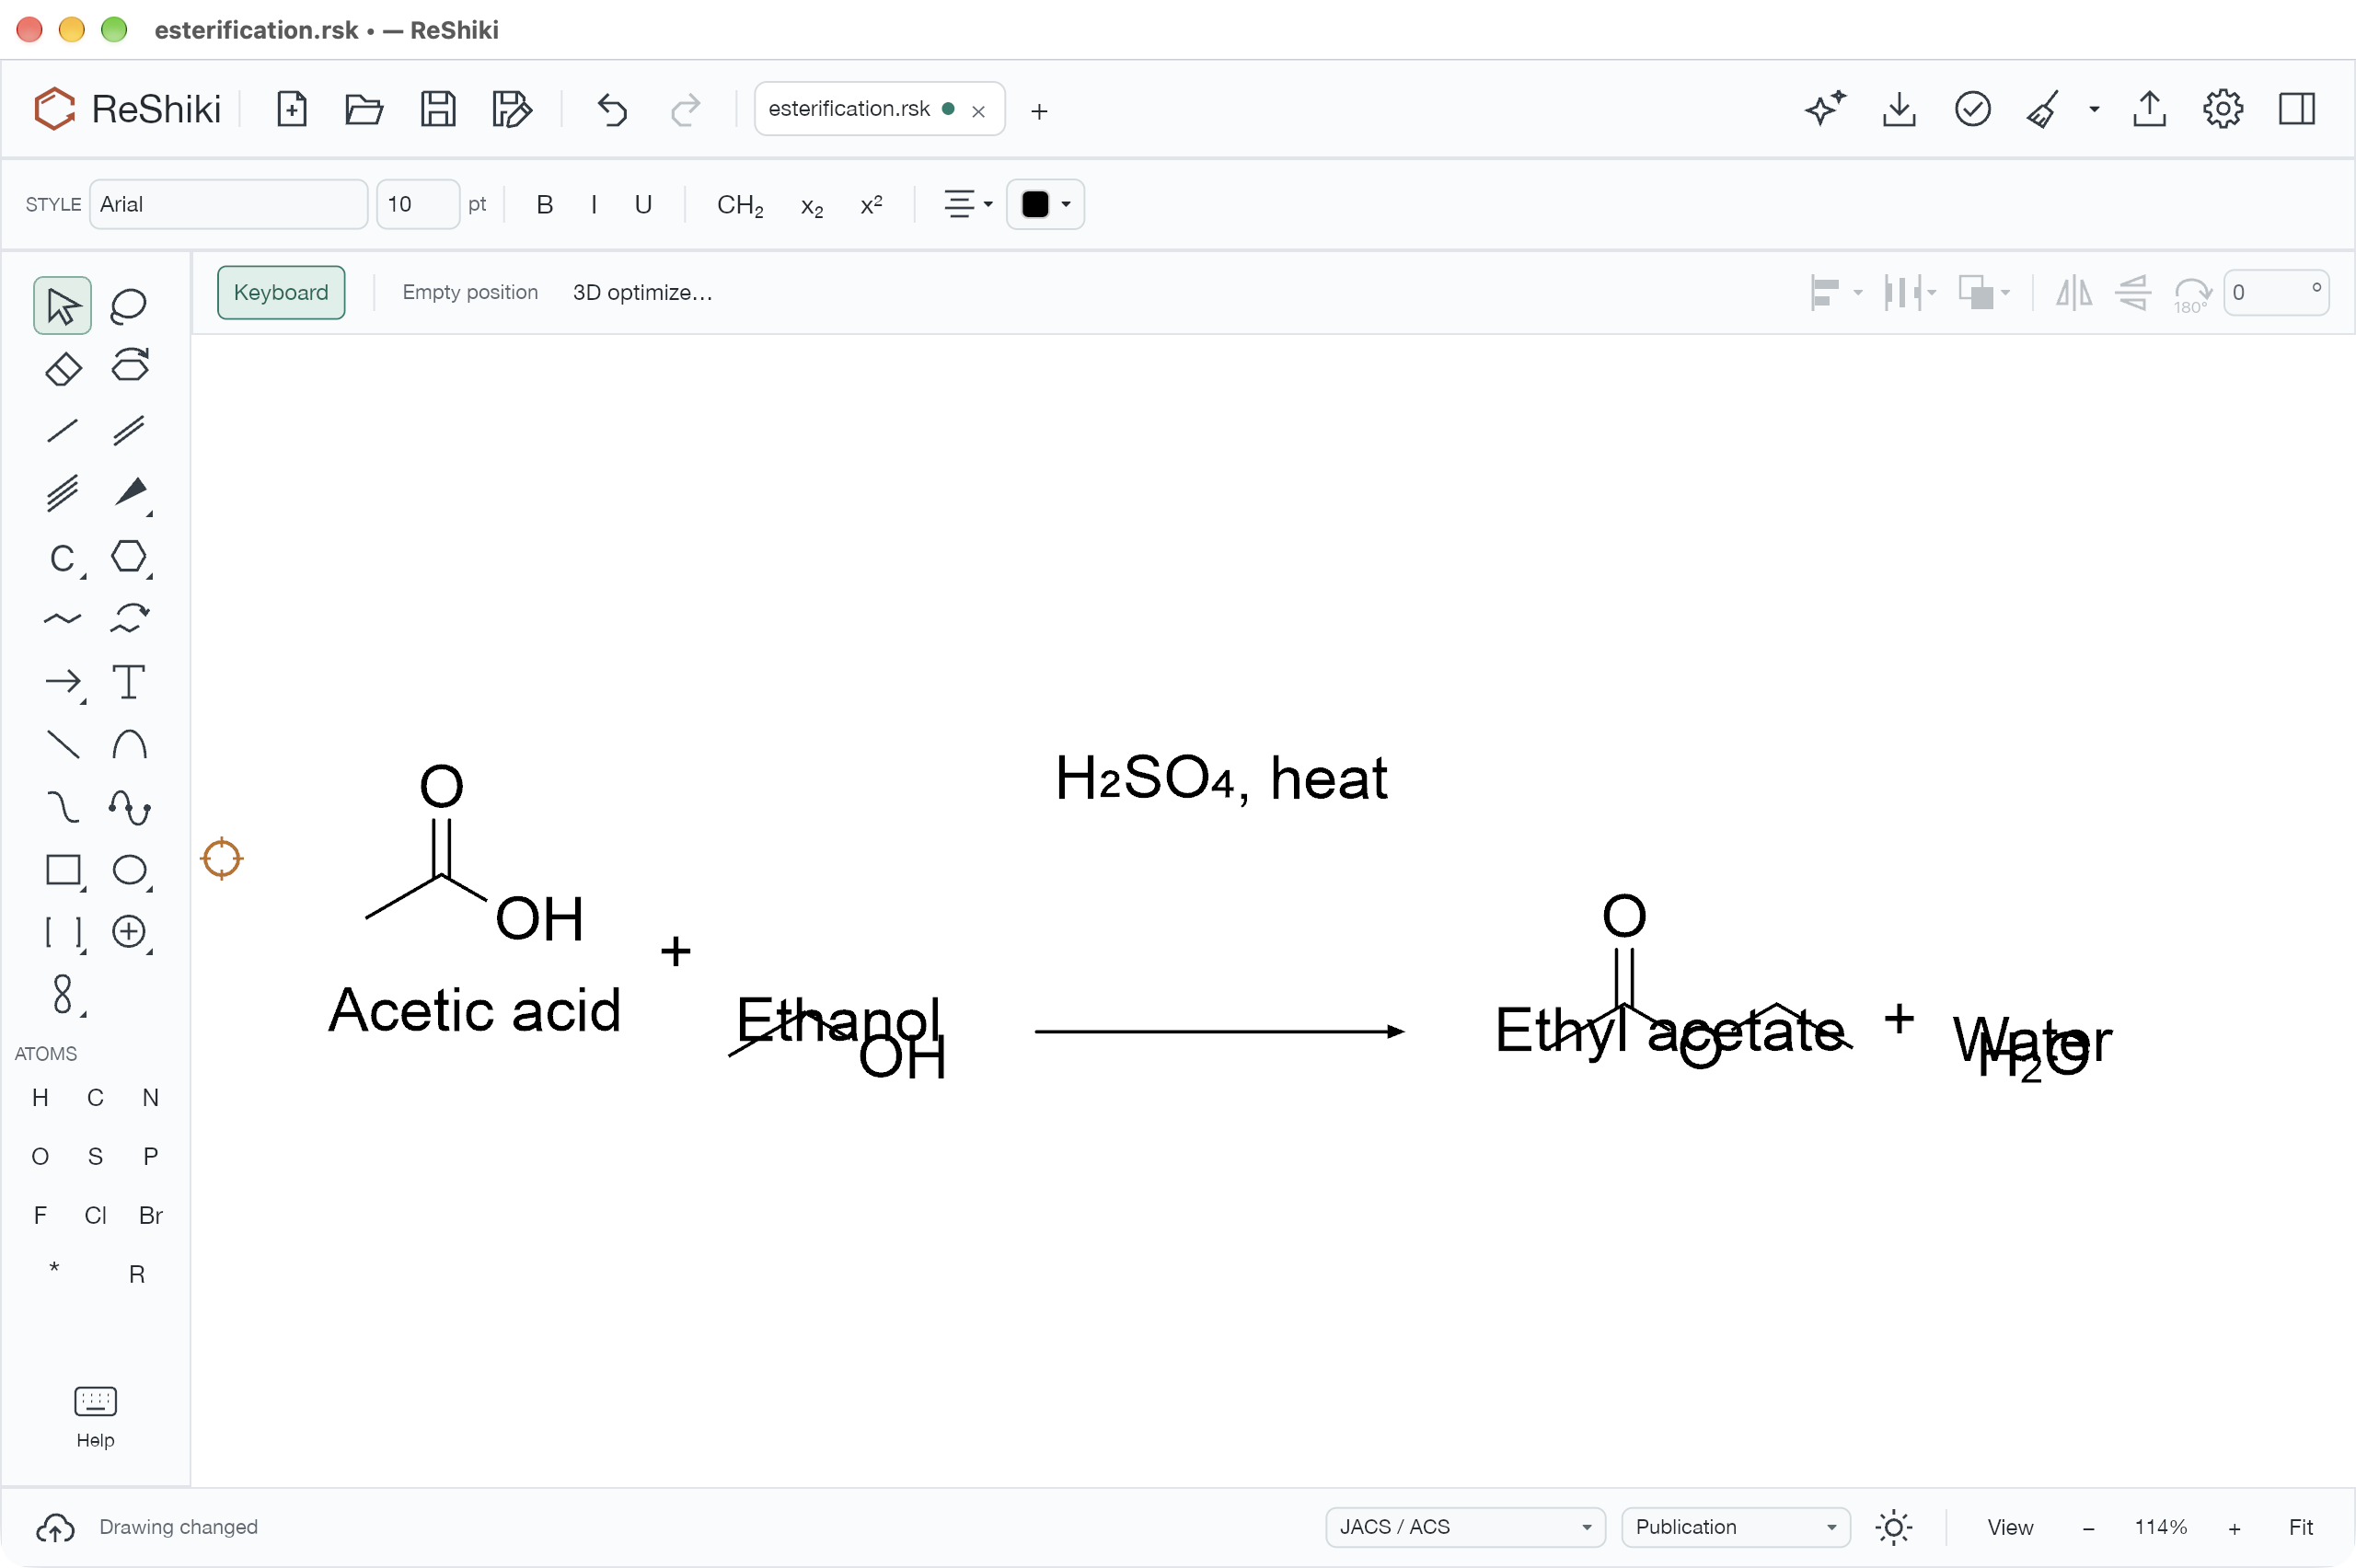 esterification.rsk • — ReShiki
ReShiki
esterification.rsk
STYLE Arial 10 pt B I U CH₂ x₂ x²
Keyboard Empty position 3D optimize...
180° 0 °
C
T
ATOMS
H C N
O S P
F Cl Br
* R
Help
H₂SO₄, heat
O
OH
Acetic acid
+
Ethanol
OH
O
Ethyl acetate
O
+
Water
H₂O
Drawing changed JACS / ACS Publication View − 114% + Fit